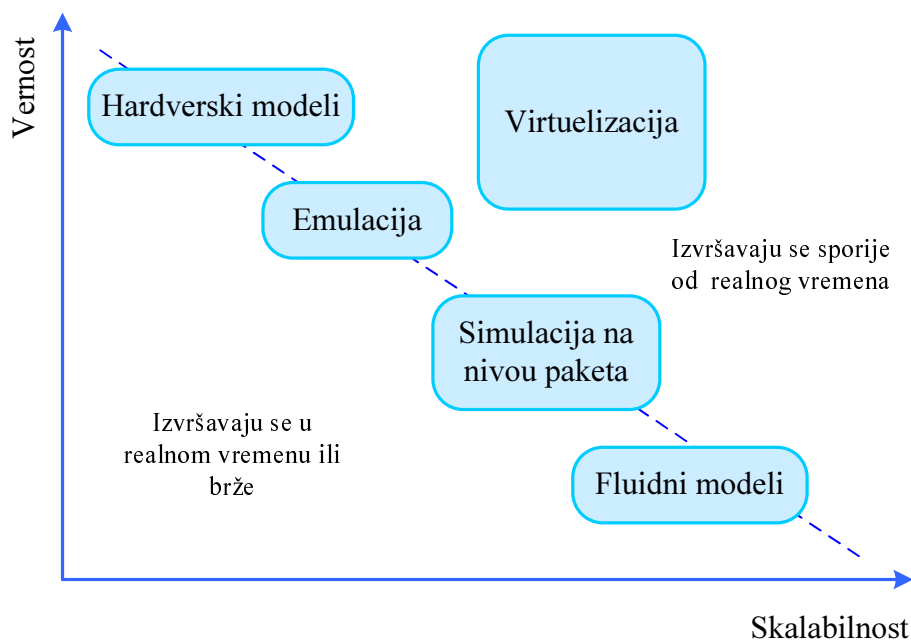 Vernost
Hardverski modeli
Virtuelizacija
Emulacija
Izvršavaju se sporije
od realnog vremena
Simulacija na
nivou paketa
Izvršavaju se u
realnom vremenu ili
brže
Fluidni modeli
Skalabilnost